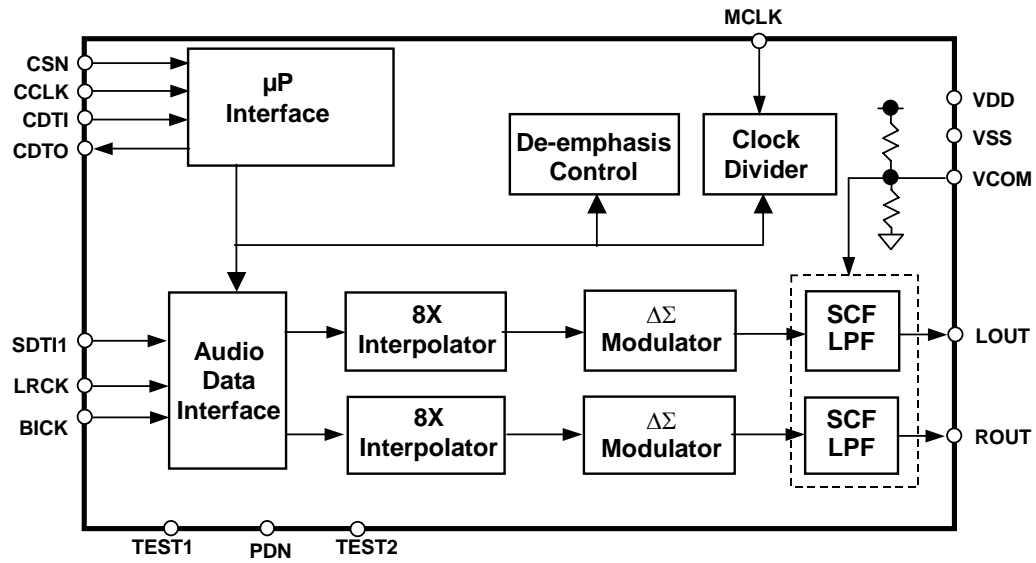 MCLK
CSN
CCLK
CDTI
CDTO
µP
Interface
De-emphasis
Control
Clock
Divider
VDD
VSS
VCOM
SDTI1
LRCK
BICK
Audio
Data
Interface
8X
Interpolator
ΔΣ
Modulator
SCF
LPF
LOUT
8X
Interpolator
ΔΣ
Modulator
SCF
LPF
ROUT
TEST1
PDN
TEST2